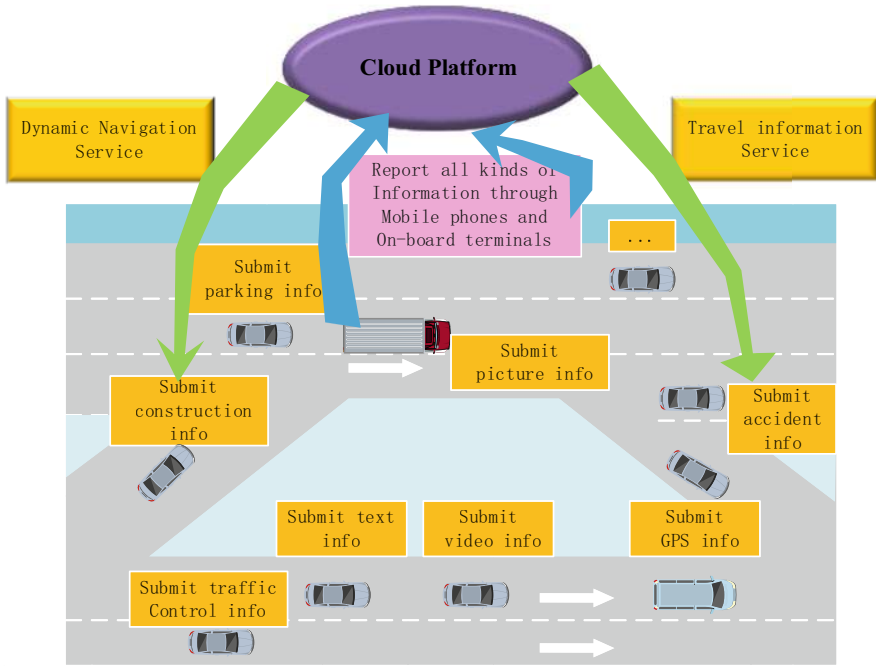 Cloud Platform
Dynamic Navigation
Service
Travel information
Service
Report all kinds of
Information through
Mobile phones and
On-board terminals
...
Submit
parking info
Submit
picture info
Submit
construction
info
Submit
accident
info
Submit text
info
Submit
video info
Submit
GPS info
Submit traffic
Control info